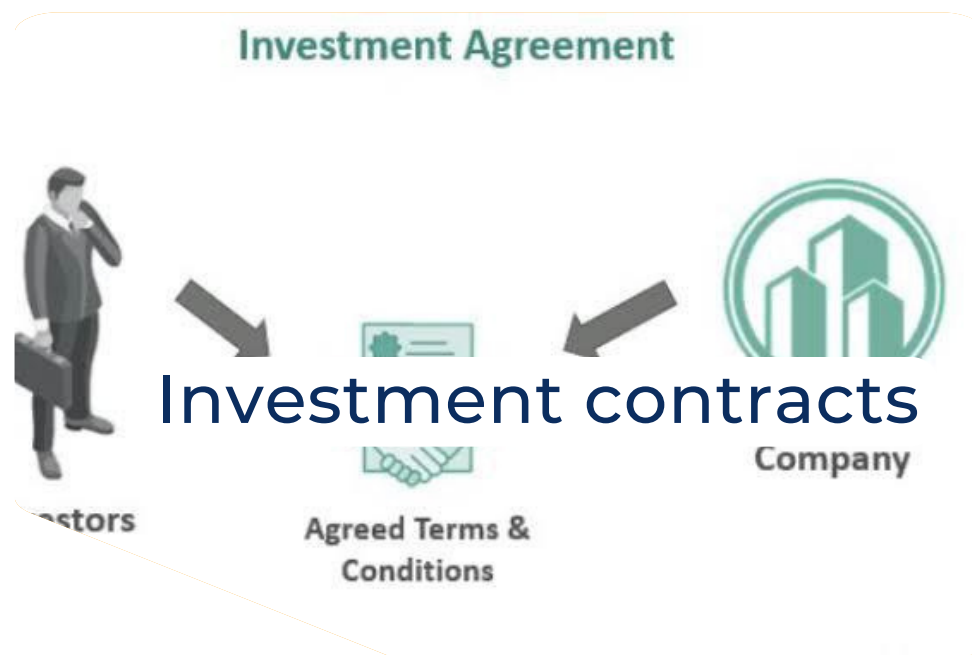 Investment Agreement
Investment contracts
Company
Agreed Terms &
Conditions